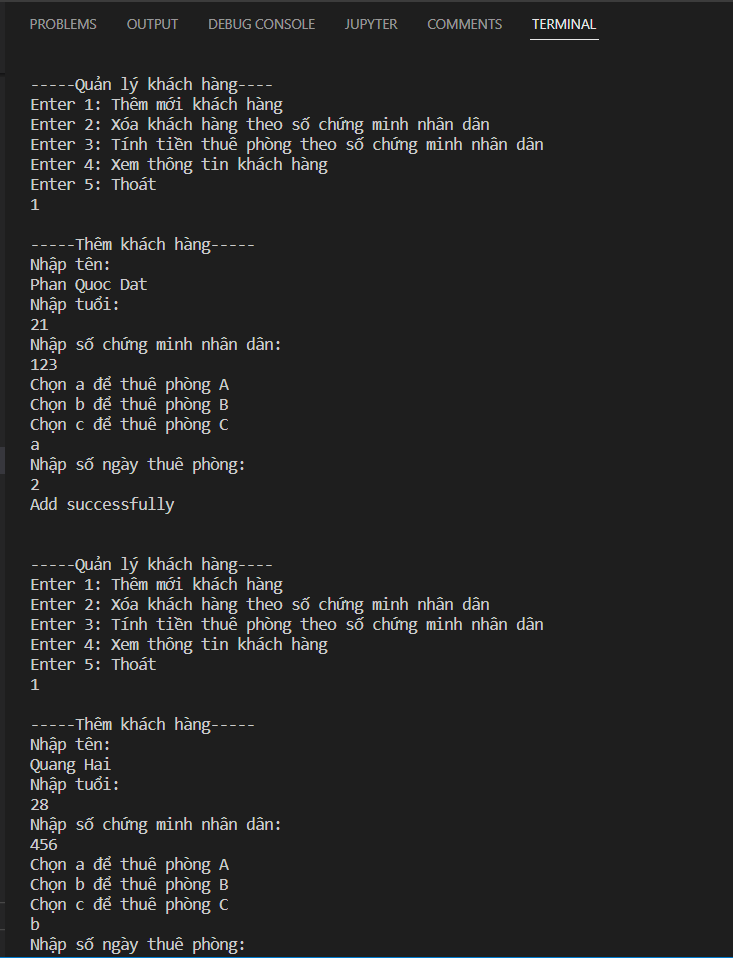 PROBLEMS OUTPUT DEBUG CONSOLE JUPYTER COMMENTS TERMINAL
-----Quản lý khách hàng----
Enter 1: Thêm mới khách hàng
Enter 2: Xóa khách hàng theo số chứng minh nhân dân
Enter 3: Tính tiền thuê phòng theo số chứng minh nhân dân
Enter 4: Xem thông tin khách hàng
Enter 5: Thoát
1
-----Thêm khách hàng-----
Nhập tên:
Phan Quoc Dat
Nhập tuổi:
21
Nhập số chứng minh nhân dân:
123
Chọn a để thuê phòng A
Chọn b để thuê phòng B
Chọn c để thuê phòng C
a
Nhập số ngày thuê phòng:
2
Add successfully
-----Quản lý khách hàng----
Enter 1: Thêm mới khách hàng
Enter 2: Xóa khách hàng theo số chứng minh nhân dân
Enter 3: Tính tiền thuê phòng theo số chứng minh nhân dân
Enter 4: Xem thông tin khách hàng
Enter 5: Thoát
1
-----Thêm khách hàng-----
Nhập tên:
Quang Hai
Nhập tuổi:
28
Nhập số chứng minh nhân dân:
456
Chọn a để thuê phòng A
Chọn b để thuê phòng B
Chọn c để thuê phòng C
b
Nhập số ngày thuê phòng: